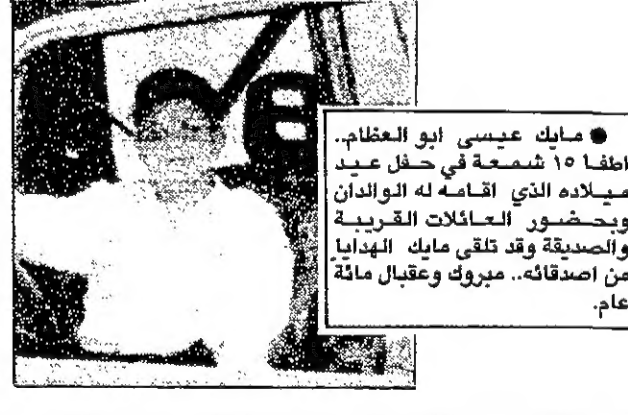 ● مايك عيسى ابو العظام..
اطفا ١٥ شمعة في حفل عيد
ميلاده الذي اقامه له الوالدان
وبحضور العائلات القريبة
والصديقة وقد تلقى مايك الهدايا
من اصدقائه.. مبروك وعقبال مائة
عام.